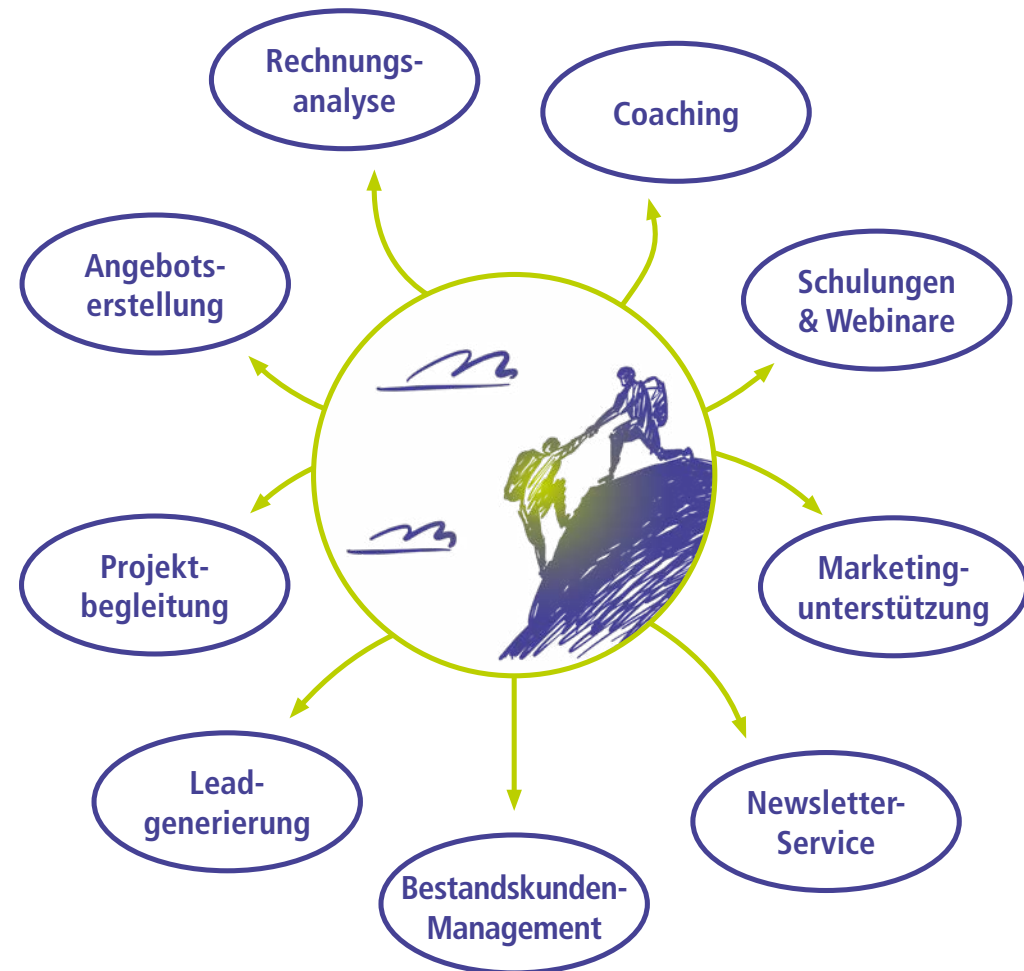 Rechnungs-
analyse
Coaching
Angebots-
erstellung
Schulungen
& Webinare
Projekt-
begleitung
Marketing-
unterstützung
Lead-
generierung
Newsletter-
Service
Bestandskunden-
Management